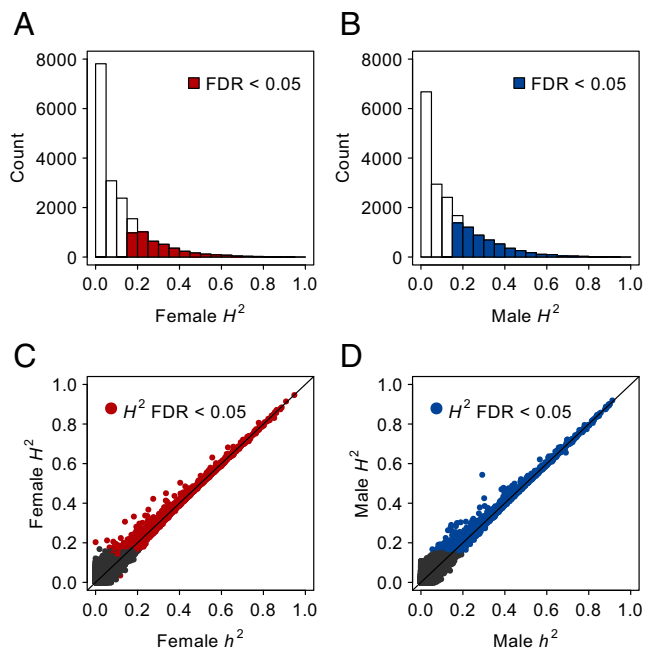 A
B
8000
6000
4000
2000
0
Count
FDR < 0.05
0.0 0.2 0.4 0.6 0.8 1.0
Female H²
8000
6000
4000
2000
0
Count
FDR < 0.05
0.0 0.2 0.4 0.6 0.8 1.0
Male H²
C
D
1.0
0.8
0.6
0.4
0.2
0.0
Female H²
H² FDR < 0.05
0.0 0.2 0.4 0.6 0.8 1.0
Female h²
1.0
0.8
0.6
0.4
0.2
0.0
Male H²
H² FDR < 0.05
0.0 0.2 0.4 0.6 0.8 1.0
Male h²